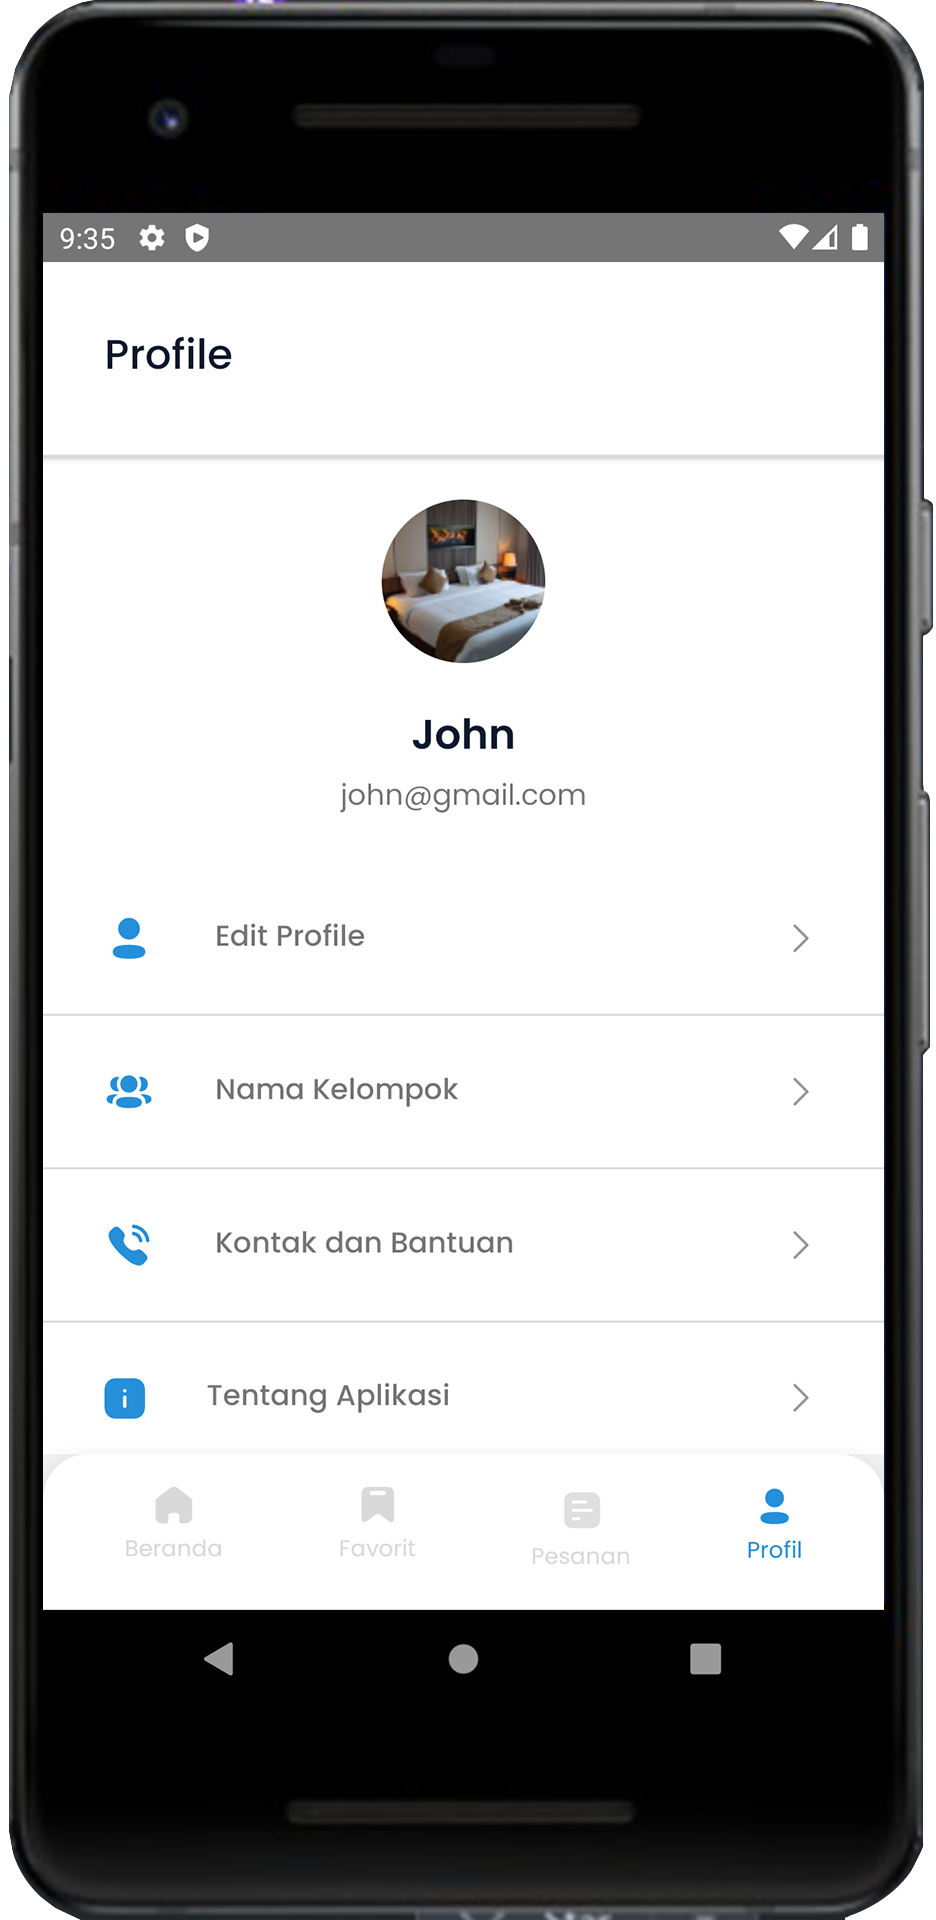 9:35
Profile
John
john@gmail.com
Edit Profile
Nama Kelompok
Kontak dan Bantuan
Tentang Aplikasi
Beranda
Favorit
Pesanan
Profil